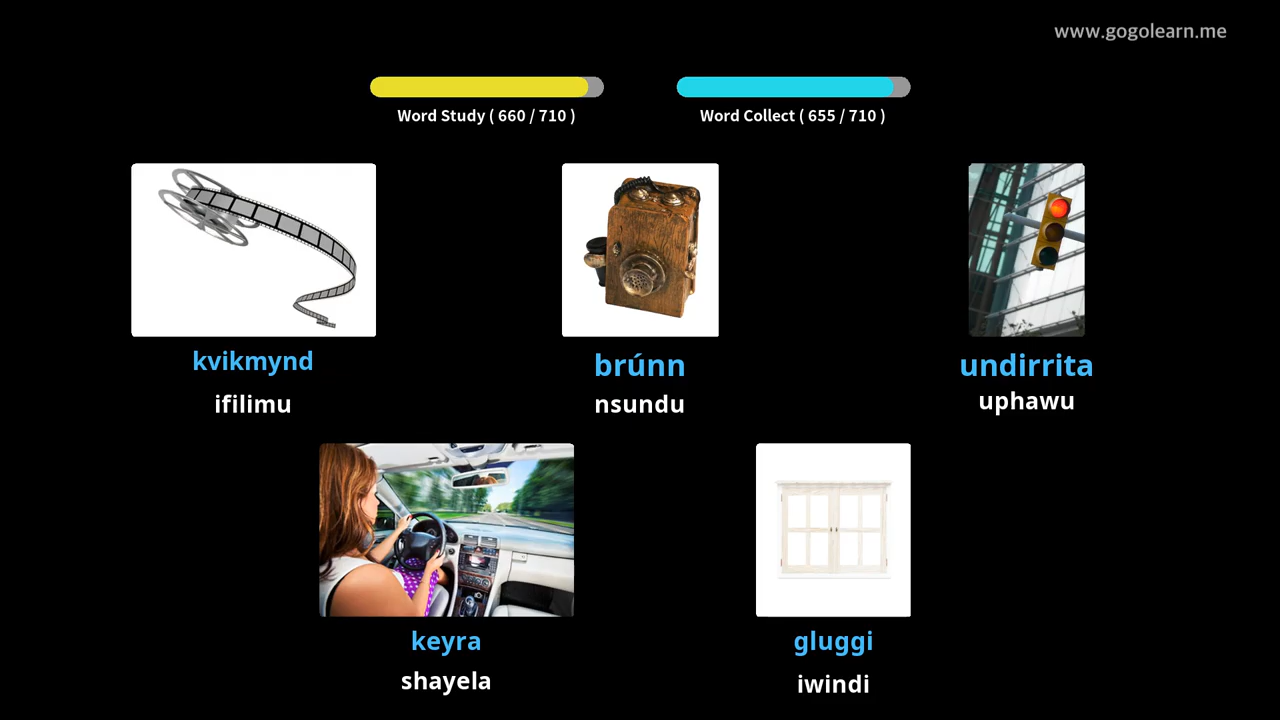 www.gogolearn.me
Word Study ( 660 / 710 )
Word Collect ( 655 / 710 )
kvikmynd
ifilimu
brúnn
nsundu
undirrita
uphawu
keyra
shayela
gluggi
iwindi